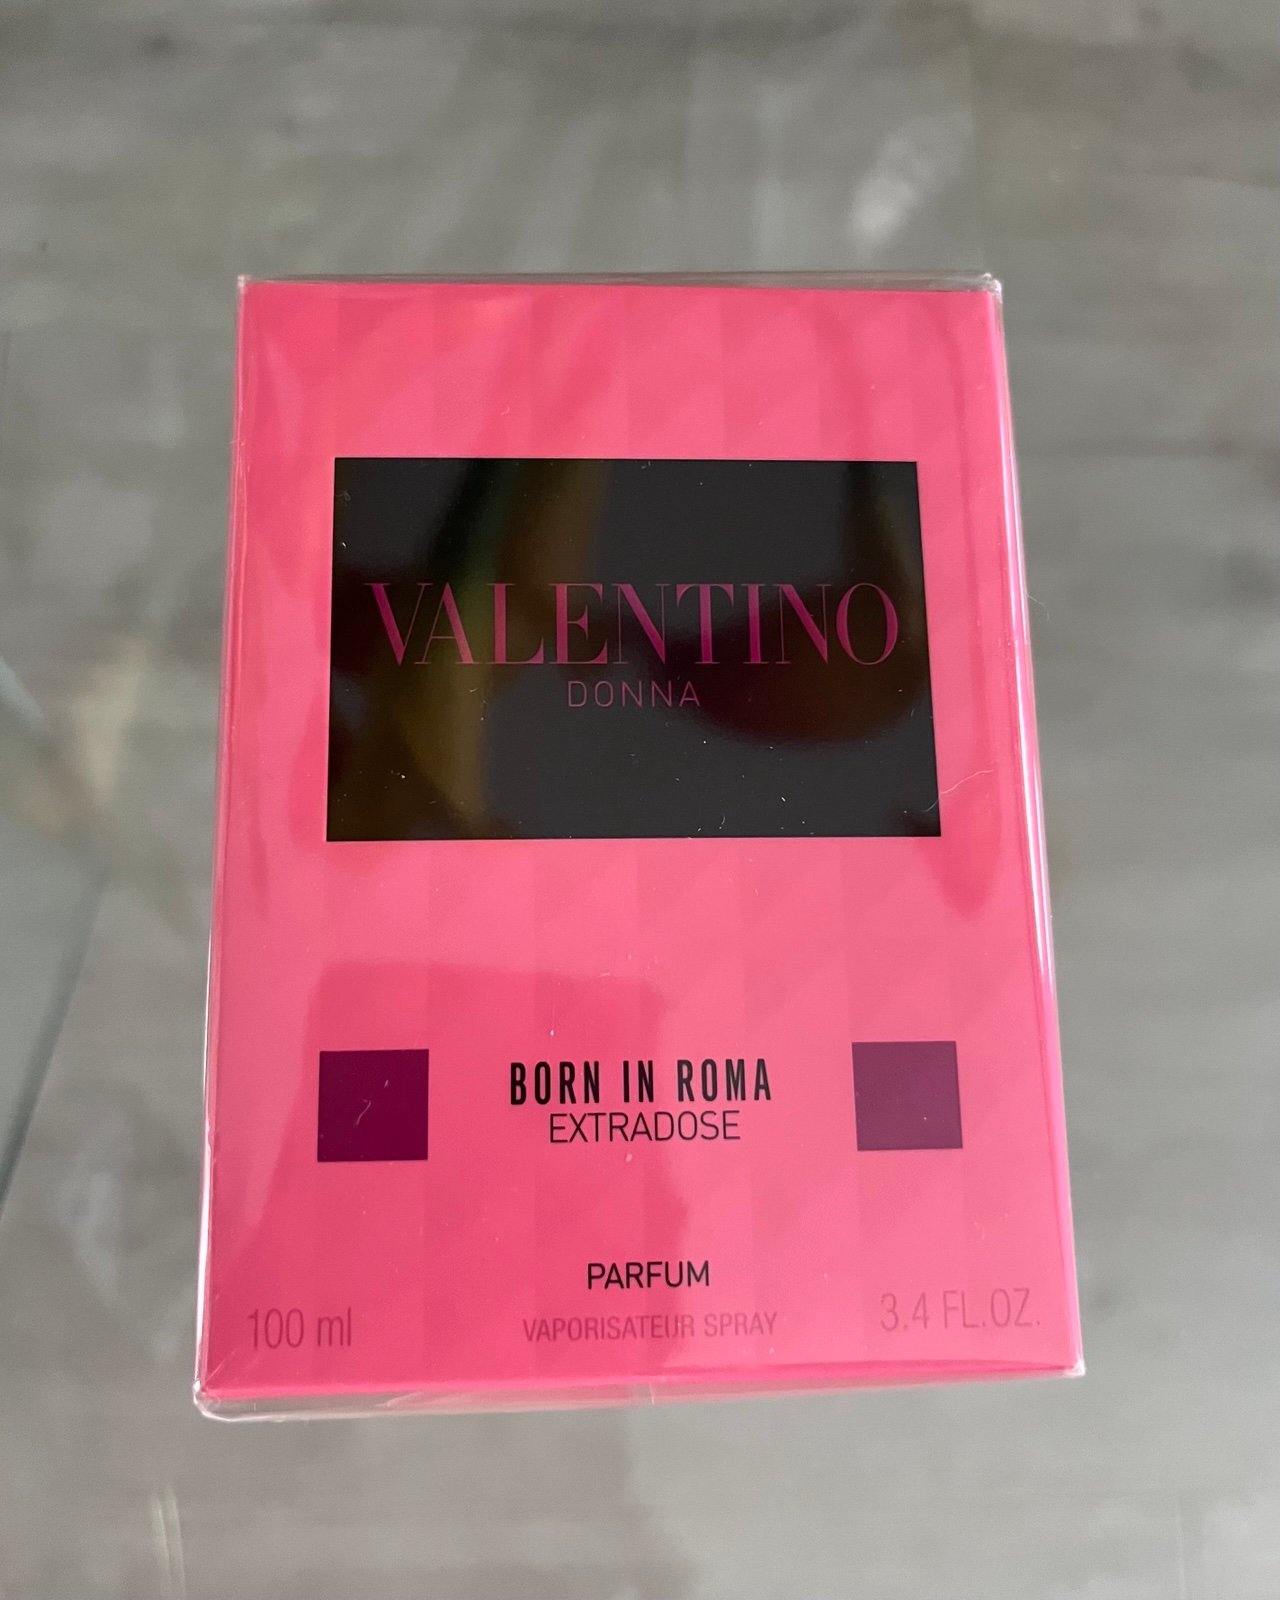 VALENTINO
DONNA
BORN IN ROMA
EXTRADOSE
PARFUM
100 ml VAPORISATEUR SPRAY 3.4 FL.OZ.